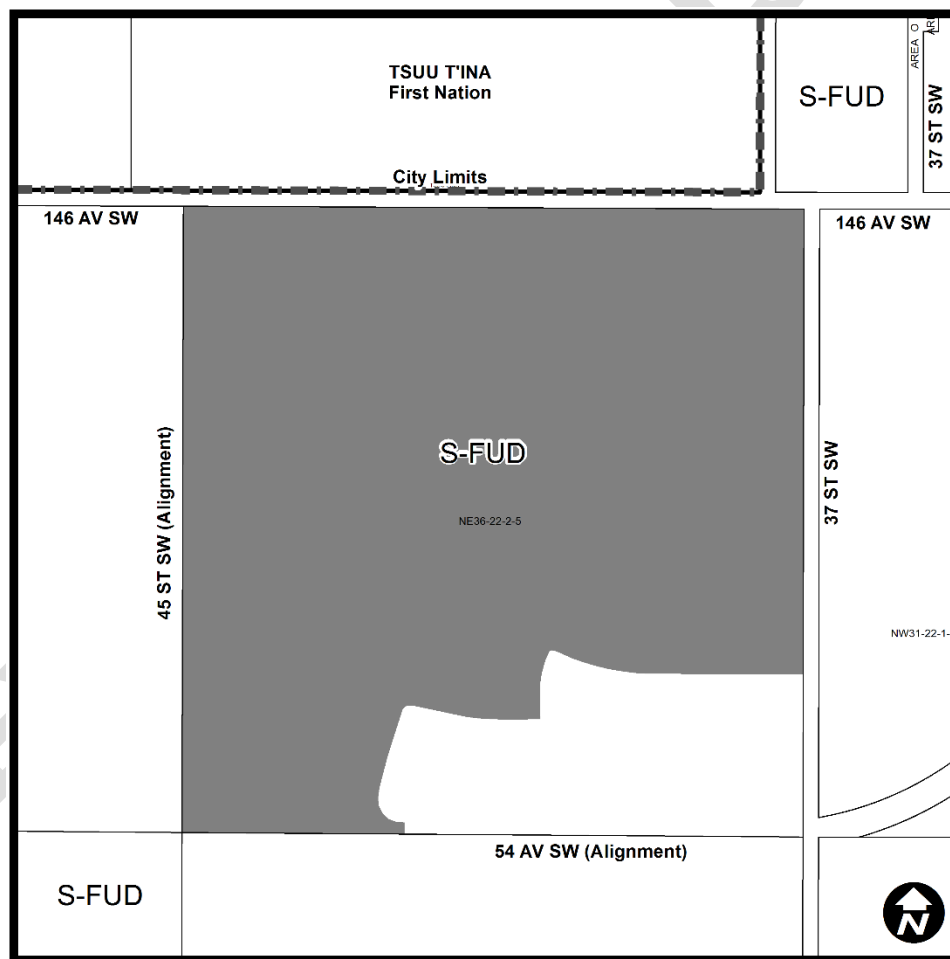 TSUU T'INA
First Nation
S-FUD
AREA O
37 ST SW
City Limits
146 AV SW
146 AV SW
S-FUD
45 ST SW (Alignment)
37 ST SW
NE36-22-2-5
NW31-22-1-
54 AV SW (Alignment)
S-FUD
N